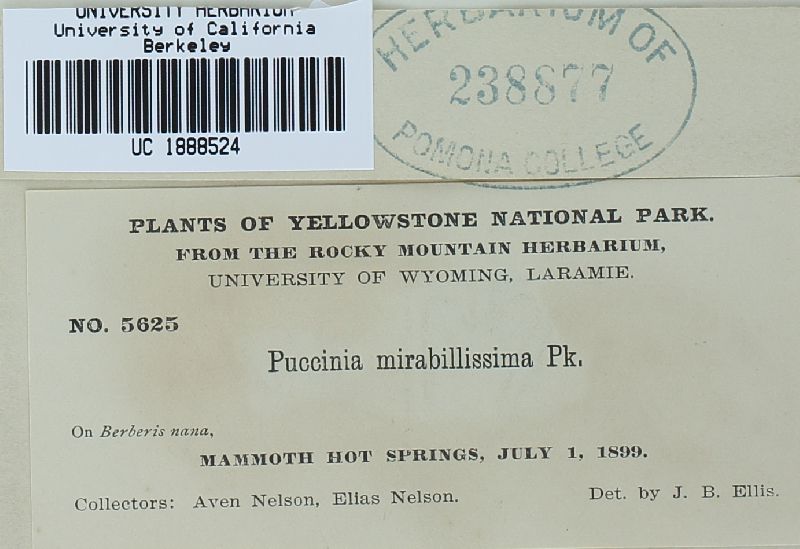 UNIVERSITY HERBARIUM
University of California
Berkeley
UC 1888524
HERBARIUM OF
238877
POMONA COLLEGE
PLANTS OF YELLOWSTONE NATIONAL PARK.
FROM THE ROCKY MOUNTAIN HERBARIUM,
UNIVERSITY OF WYOMING, LARAMIE.
NO. 5625
Puccinia mirabillissima Pk.
On Berberis nana,
MAMMOTH HOT SPRINGS, JULY 1, 1899.
Collectors: Aven Nelson, Elias Nelson. Det. by J. B. Ellis.